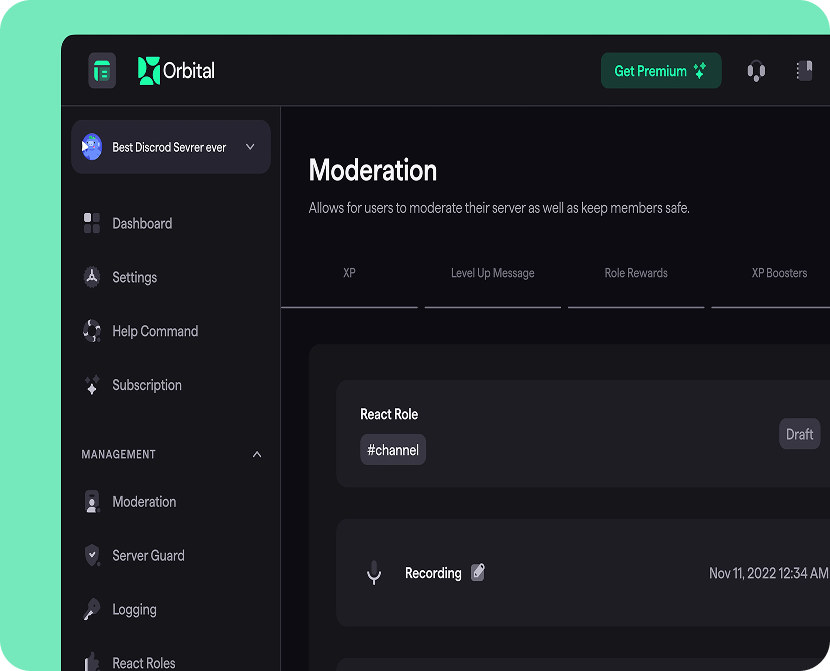 Orbital
Get Premium
Best Discrod Sevrer ever
Dashboard
Settings
Help Command
Subscription
MANAGEMENT
Moderation
Server Guard
Logging
React Roles
Moderation
Allows for users to moderate their server as well as keep members safe.
XP
Level Up Message
Role Rewards
XP Boosters
React Role
#channel
Draft
Recording
Nov 11, 2022 12:34 AM